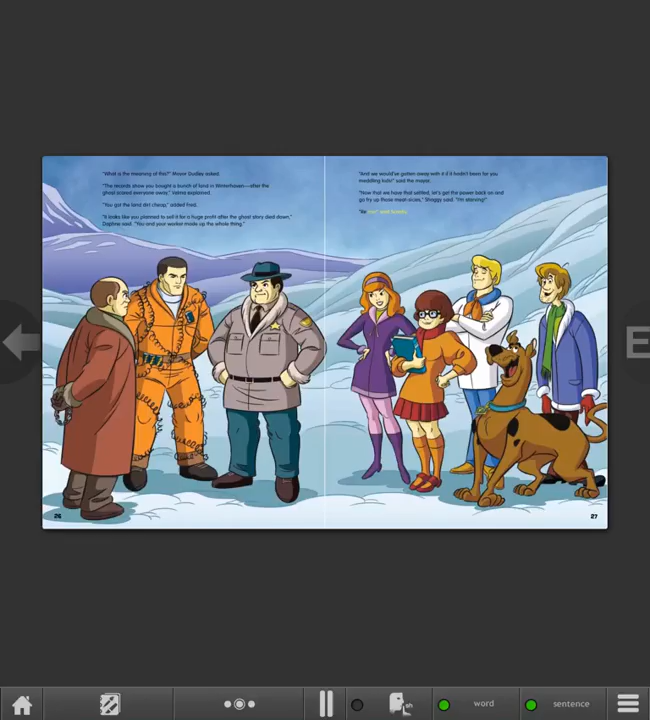 "What is the meaning of this?" Mayor Dudley asked.
"The records show you bought a bunch of land in Winterhaven—after the
ghost scared everyone away," Velma explained.
"You got the land dirt cheap," added Fred.
"It looks like you planned to sell it for a huge profit after the ghost story died down,"
Daphne said. "You and your worker made up the whole thing."
"And we would've gotten away with it if it hadn't been for you
meddling kids!" said the mayor.
"Now that we have that settled, let's get the power back on and
go fry up those meat-sicles," Shaggy said. "I'm starving!"
said Scooby.
26
27
E
sh
word
sentence